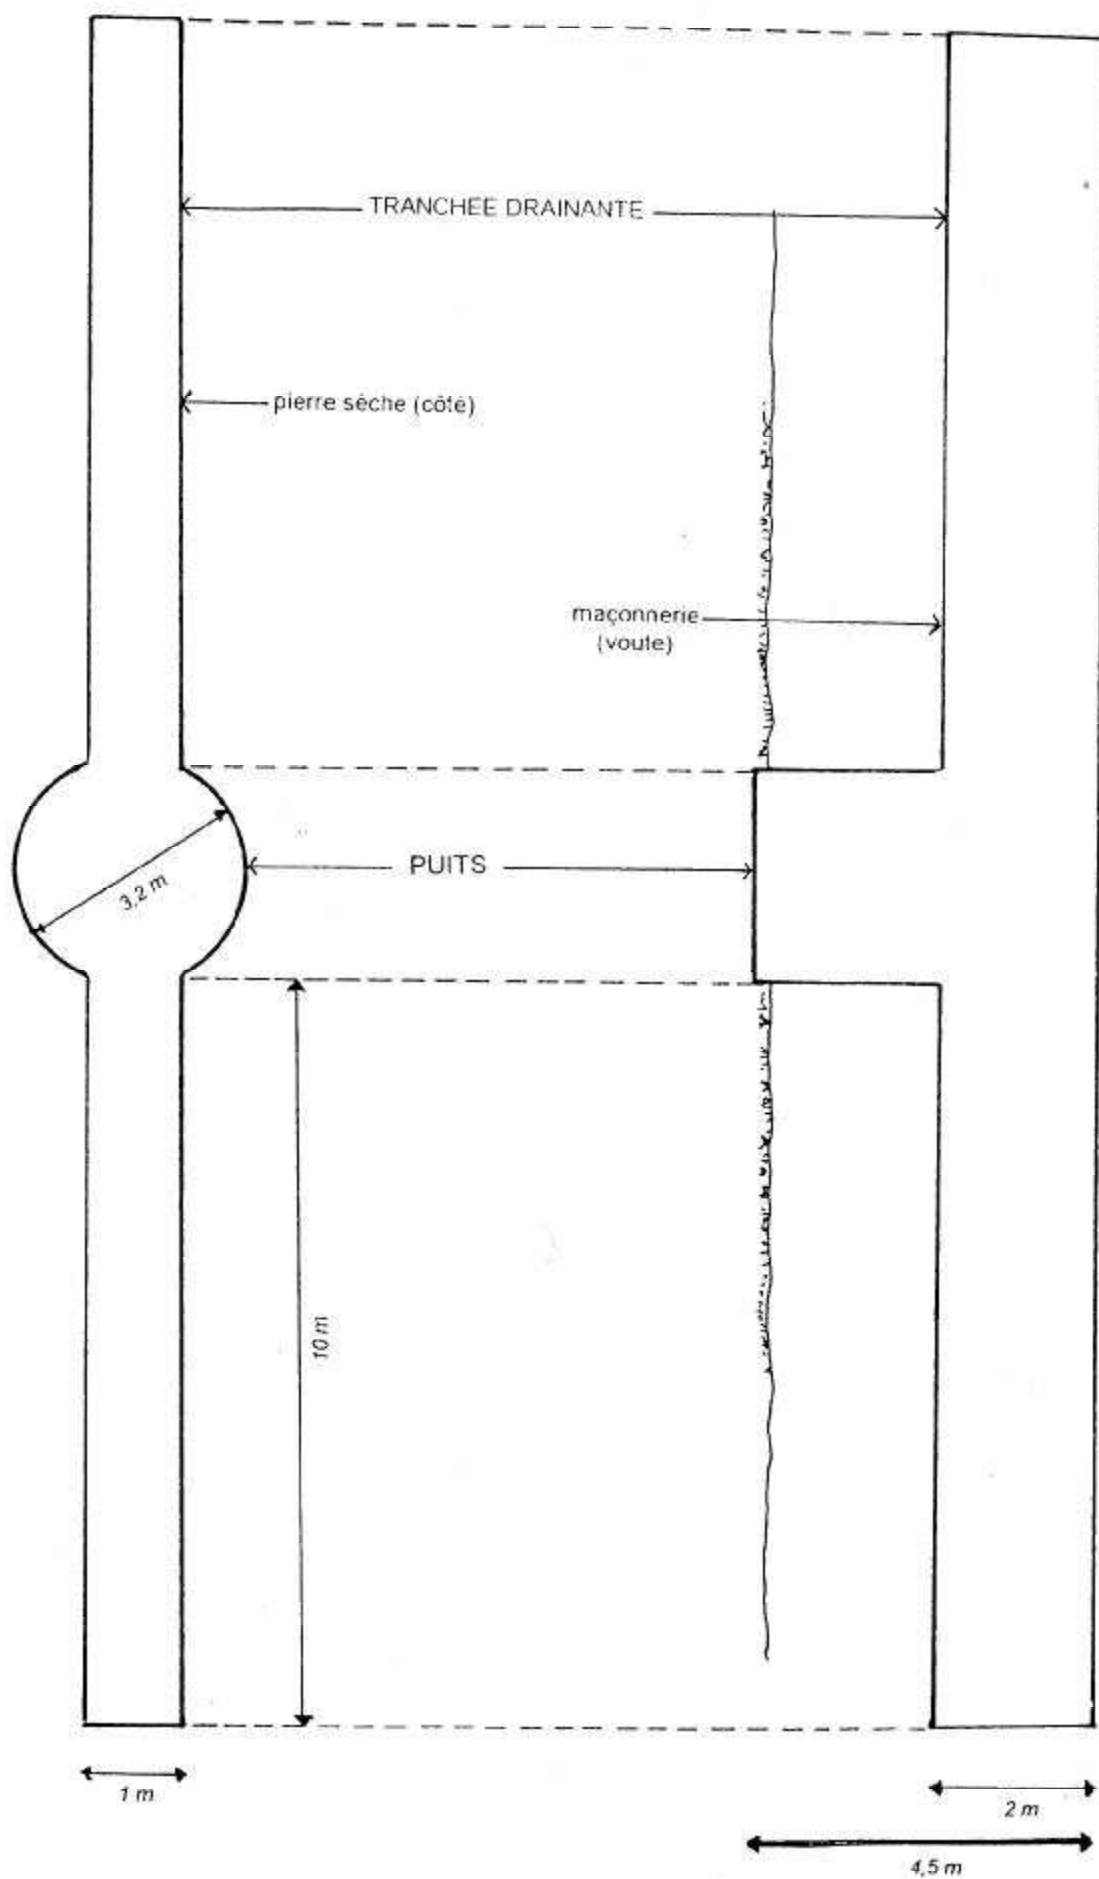 TRANCHEE DRAINANTE
pierre sèche (côté)
maçonnerie
(voute)
PUITS
3,2 m
10 m
1 m
2 m
4,5 m